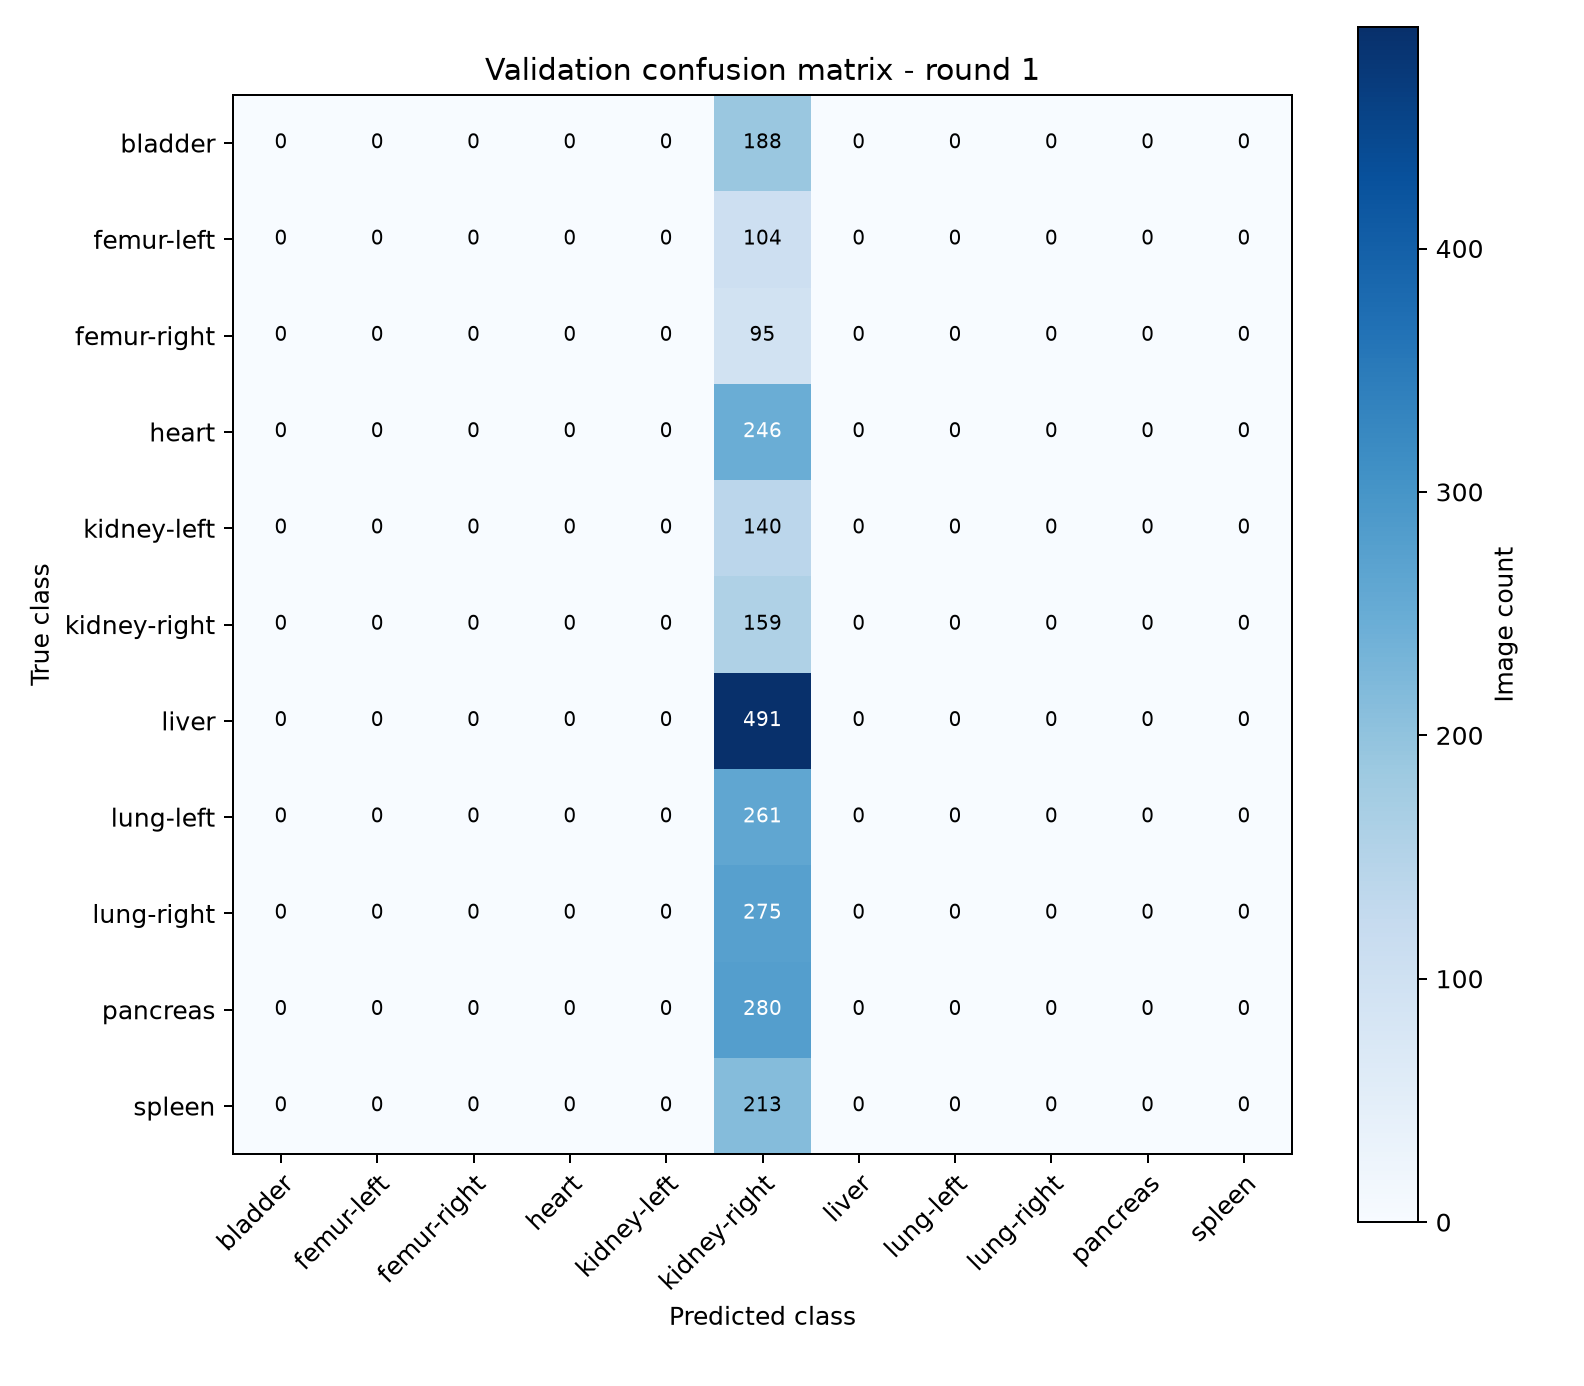 Validation confusion matrix - round 1
bladder 0 0 0 0 0 188 0 0 0 0 0
femur-left 0 0 0 0 0 104 0 0 0 0 0
femur-right 0 0 0 0 0 95 0 0 0 0 0
heart 0 0 0 0 0 246 0 0 0 0 0
kidney-left 0 0 0 0 0 140 0 0 0 0 0
kidney-right 0 0 0 0 0 159 0 0 0 0 0
liver 0 0 0 0 0 491 0 0 0 0 0
lung-left 0 0 0 0 0 261 0 0 0 0 0
lung-right 0 0 0 0 0 275 0 0 0 0 0
pancreas 0 0 0 0 0 280 0 0 0 0 0
spleen 0 0 0 0 0 213 0 0 0 0 0
True class
bladder femur-left femur-right heart kidney-left kidney-right liver lung-left lung-right pancreas spleen
Predicted class
400
300
200
100
0
Image count